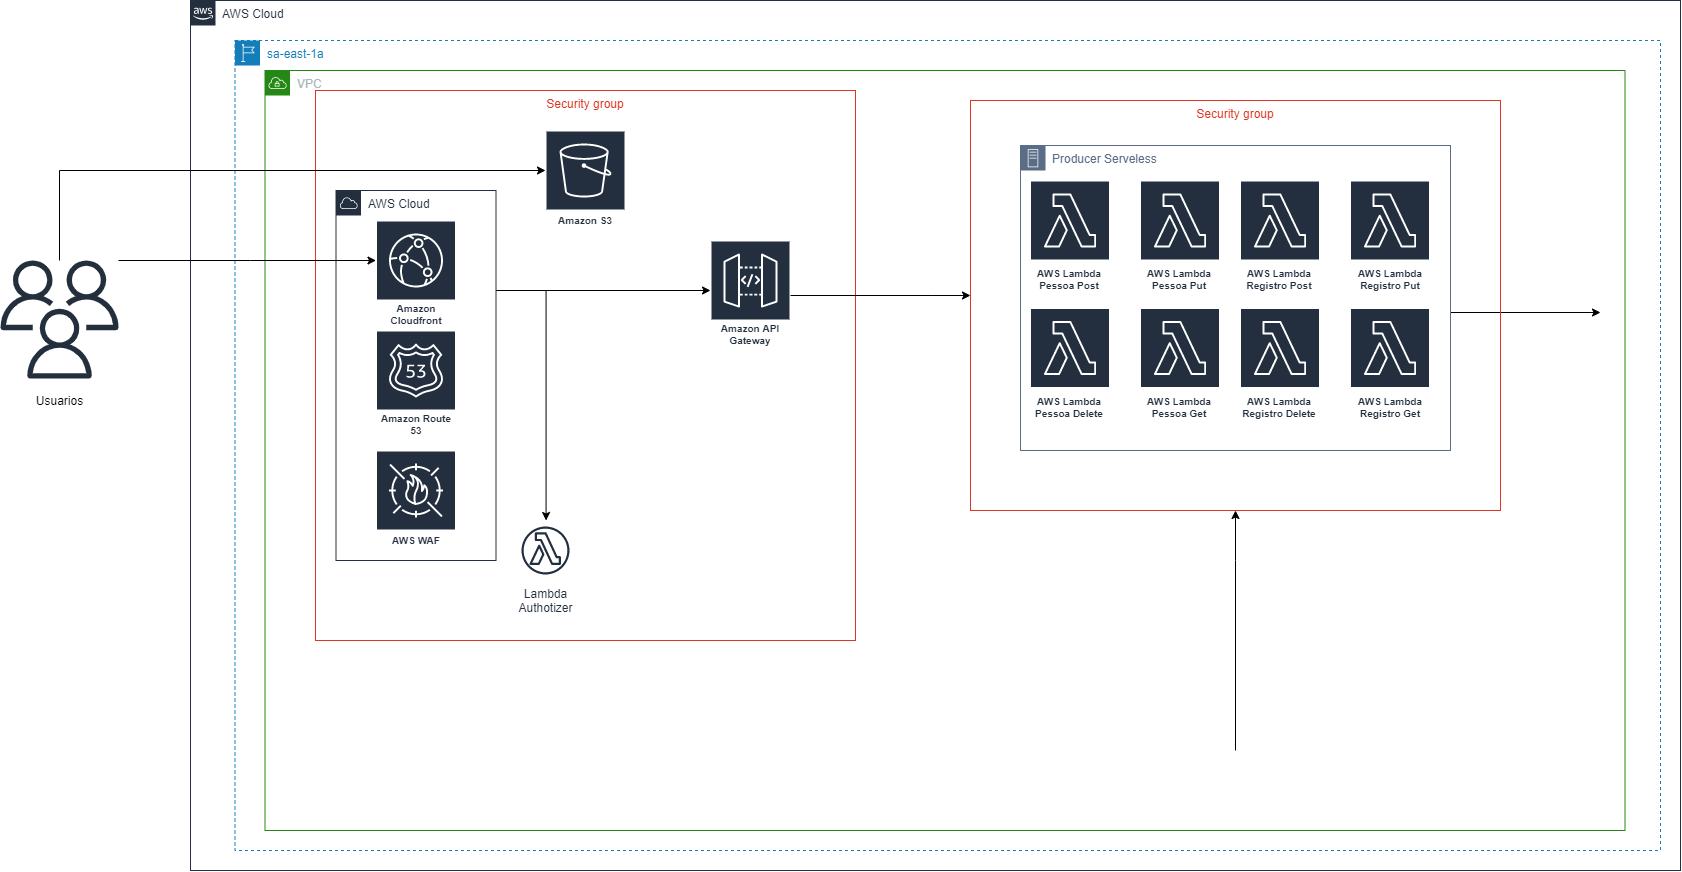 aws
AWS Cloud
sa-east-1a
VPC
Security group
Amazon S3
AWS Cloud
Amazon
Cloudfront
53
Amazon Route
53
AWS WAF
Usuarios
</>
Amazon API
Gateway
Lambda
Authotizer
Security group
Producer Serveless
AWS Lambda
Pessoa Post
AWS Lambda
Pessoa Put
AWS Lambda
Registro Post
AWS Lambda
Registro Put
AWS Lambda
Pessoa Delete
AWS Lambda
Pessoa Get
AWS Lambda
Registro Delete
AWS Lambda
Registro Get